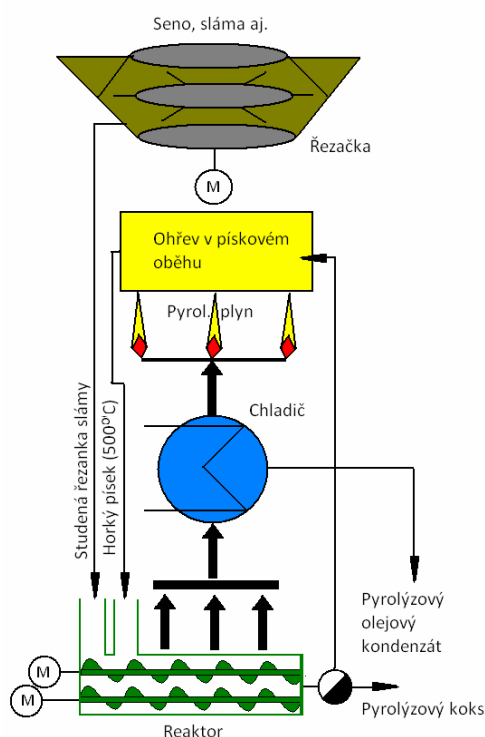 Seno, sláma aj.
Řezačka
M
Ohřev v pískovém
oběhu
Pyrol. plyn
Chladič
Studená řezanka slámy
Horký písek (500⁰C)
Pyrolýzový
olejový
kondenzát
M
M
Pyrolýzový koks
Reaktor